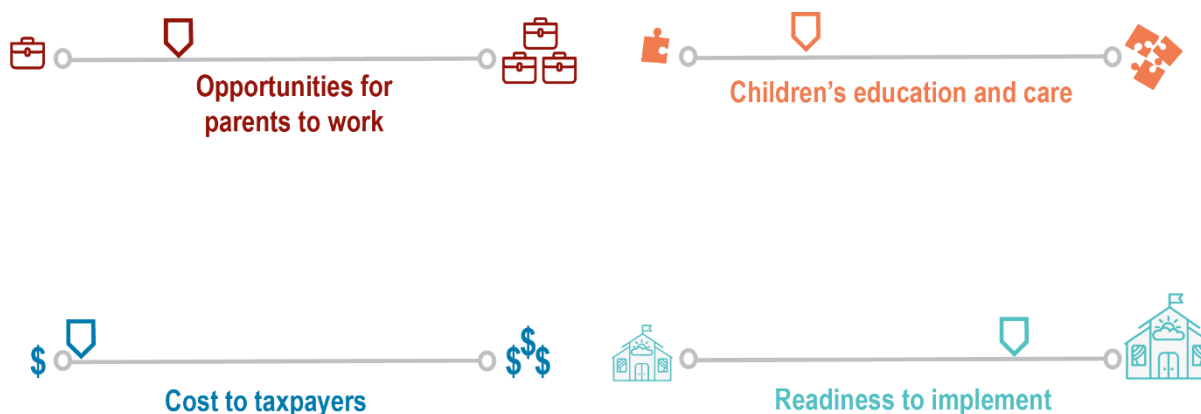 Opportunities for
parents to work
Children's education and care
$
$
$
$
$
Cost to taxpayers
Readiness to implement